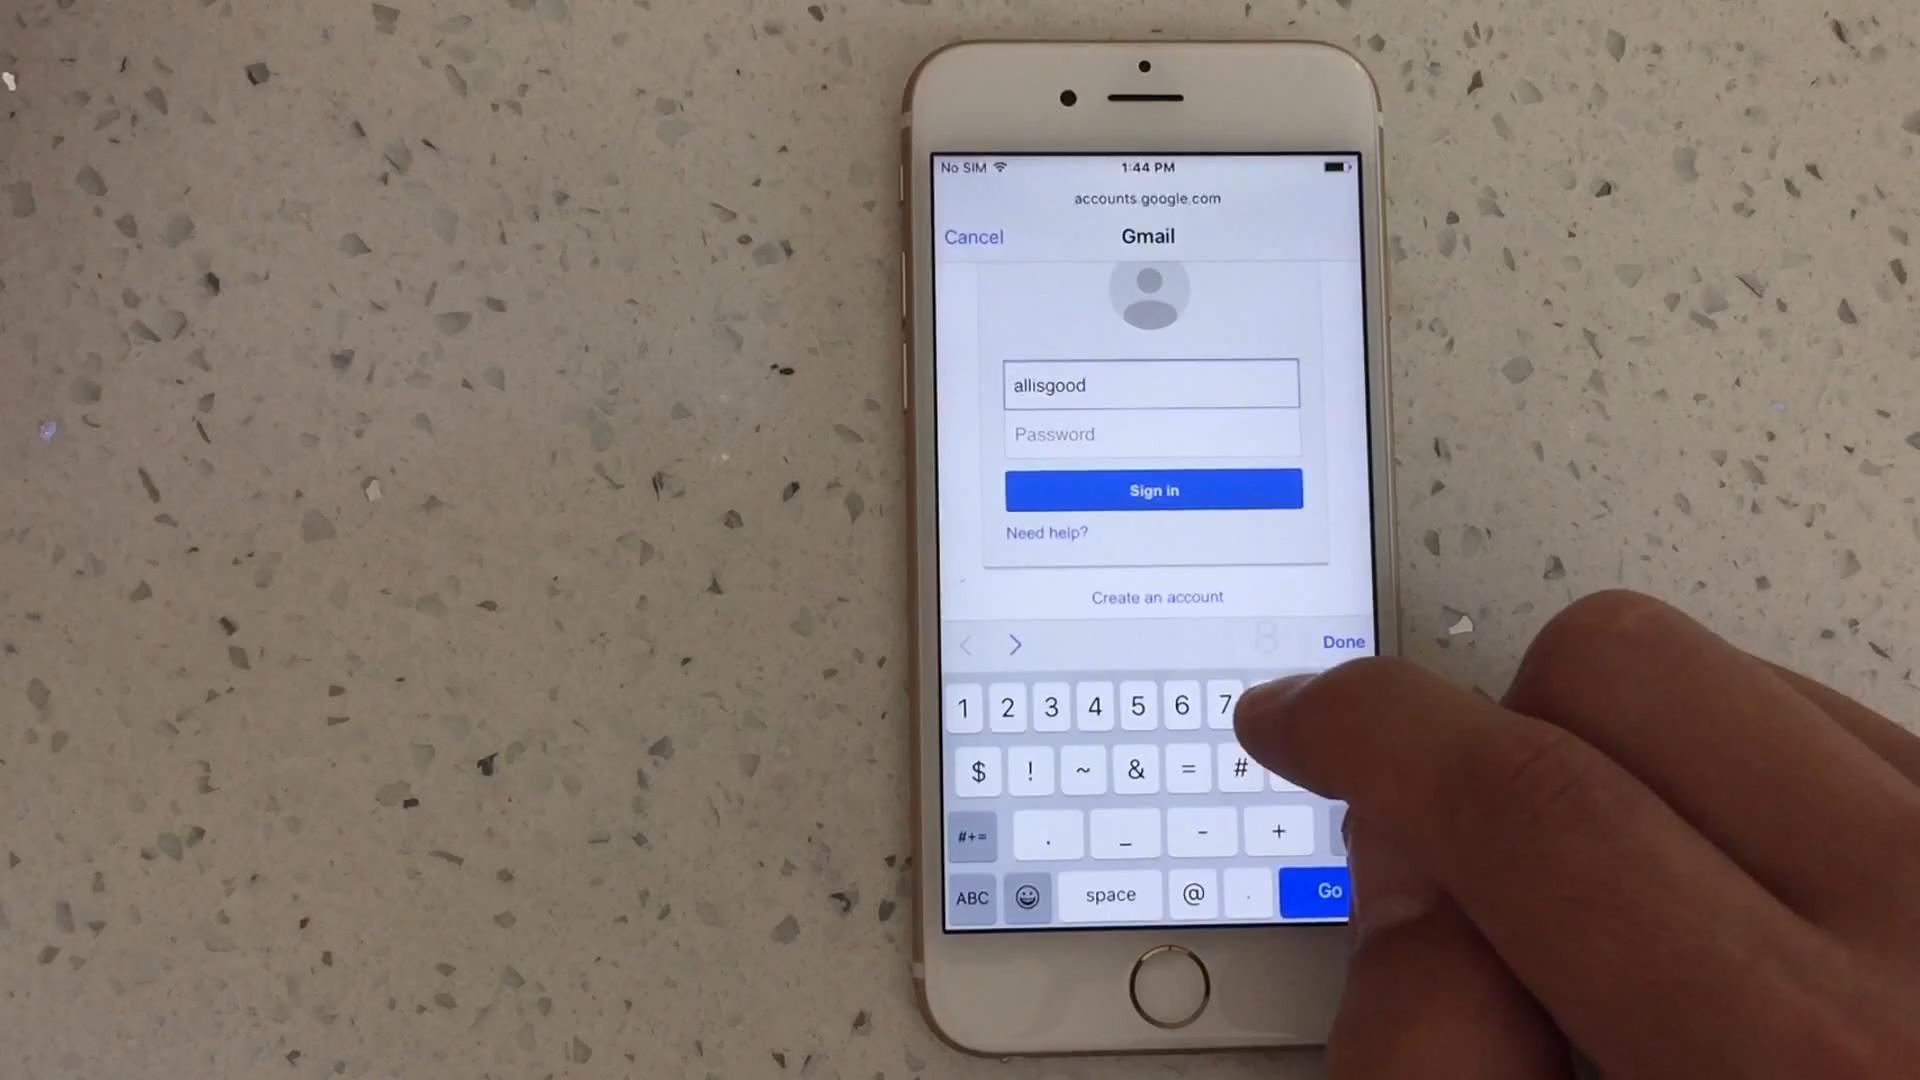 No SIM 1:44 PM
accounts.google.com
Cancel Gmail
allisgood
Password
Sign in
Need help?
Create an account
8 Done
1 2 3 4 5 6 7
$ ! ~ & = #
#+= . _ - +
ABC space @ . Go